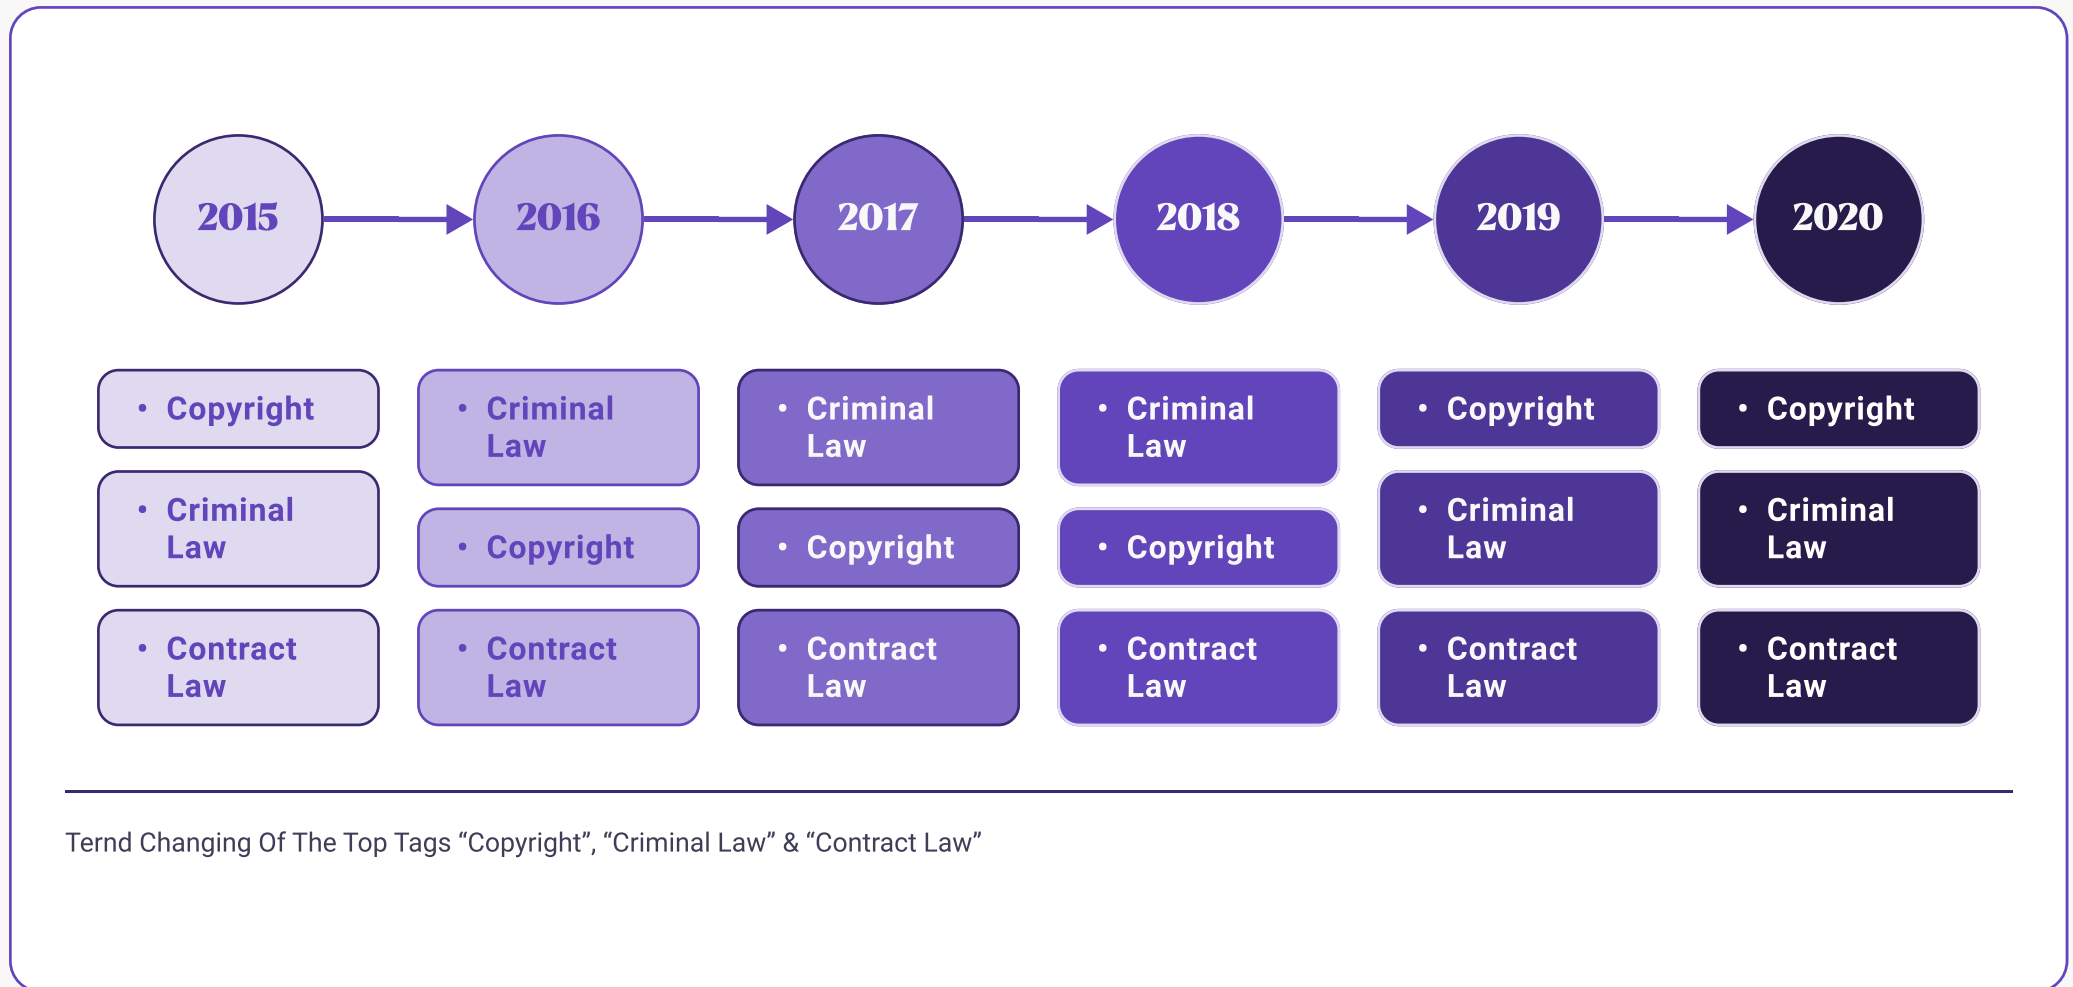 2015
2016
2017
2018
2019
2020
• Copyright
• Criminal
Law
• Contract
Law
• Criminal
Law
• Copyright
• Contract
Law
• Criminal
Law
• Copyright
• Contract
Law
• Criminal
Law
• Copyright
• Contract
Law
• Copyright
• Criminal
Law
• Contract
Law
• Copyright
• Criminal
Law
• Contract
Law
Ternd Changing Of The Top Tags “Copyright”, “Criminal Law” & “Contract Law”